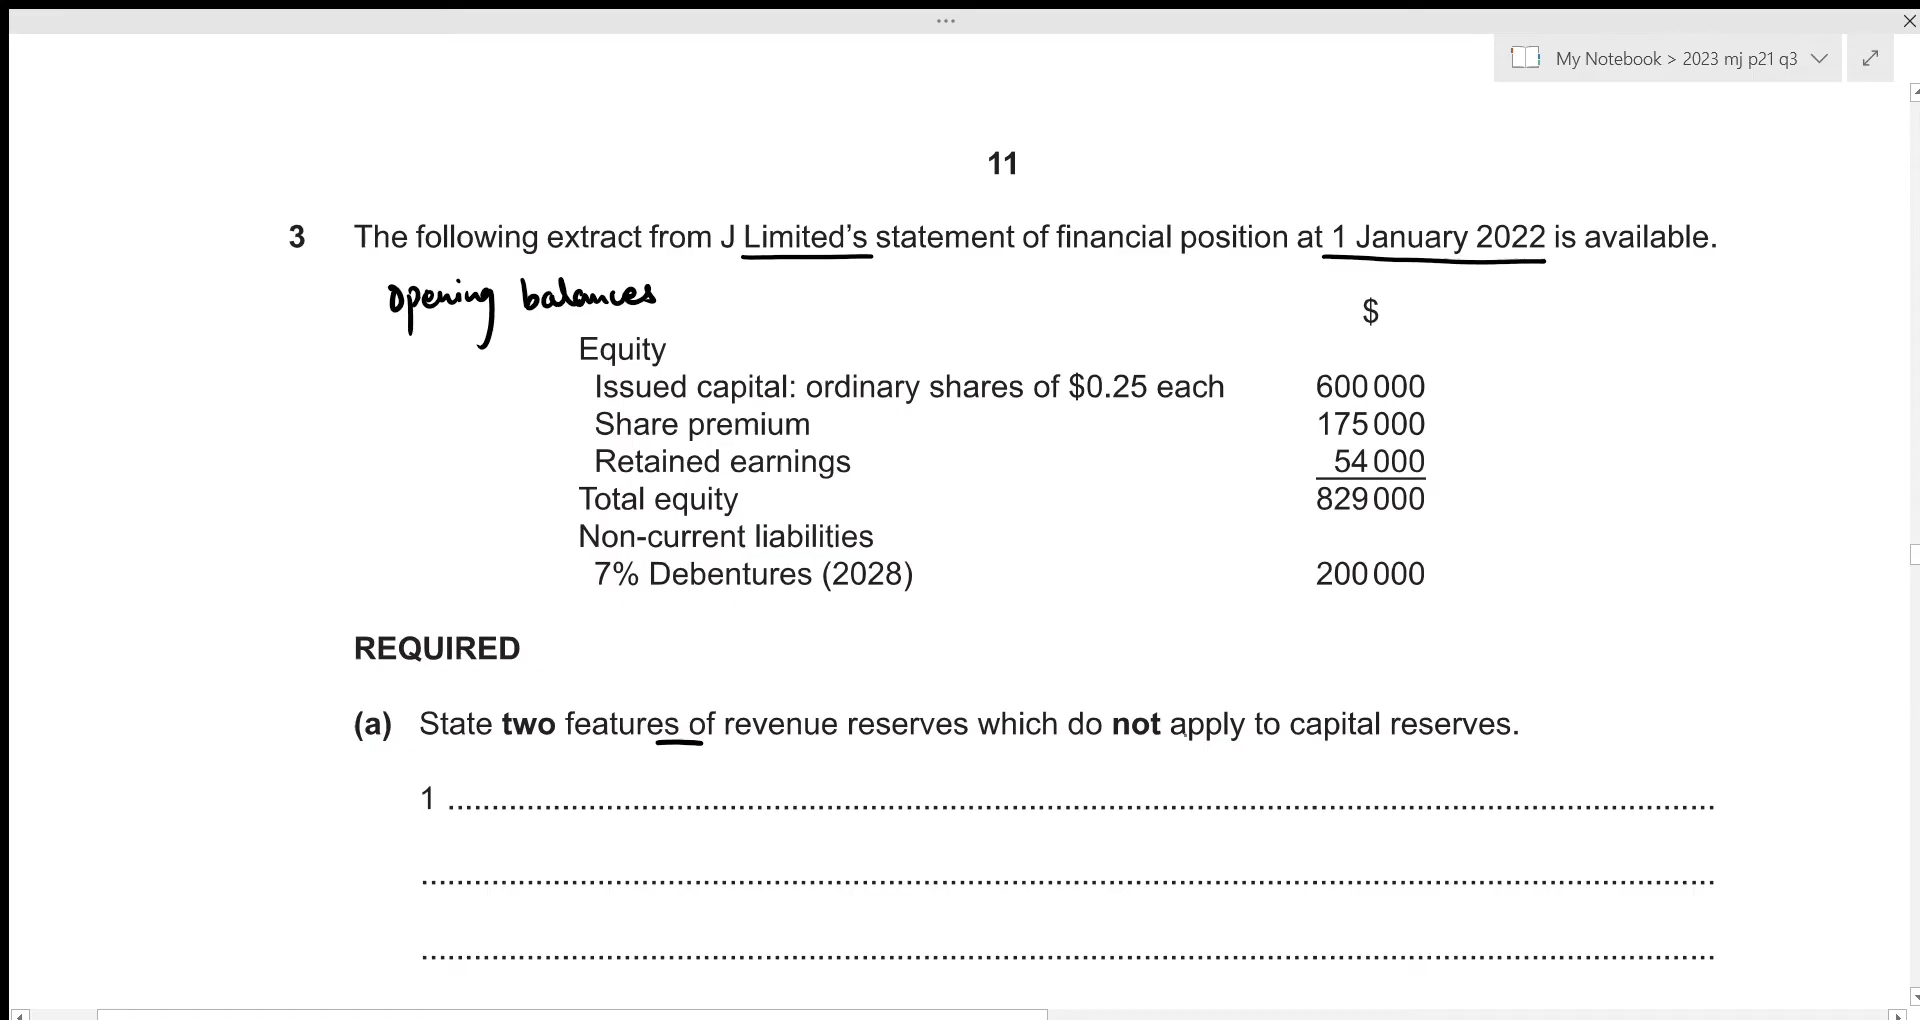 My Notebook > 2023 mj p21 q3
11
3 The following extract from J Limited’s statement of financial position at 1 January 2022 is available.
opening balances
$
Equity
Issued capital: ordinary shares of $0.25 each 600 000
Share premium 175 000
Retained earnings 54 000
Total equity 829 000
Non-current liabilities
7% Debentures (2028) 200 000
REQUIRED
(a) State two features of revenue reserves which do not apply to capital reserves.
1 ........................................................................
........................................................................
........................................................................